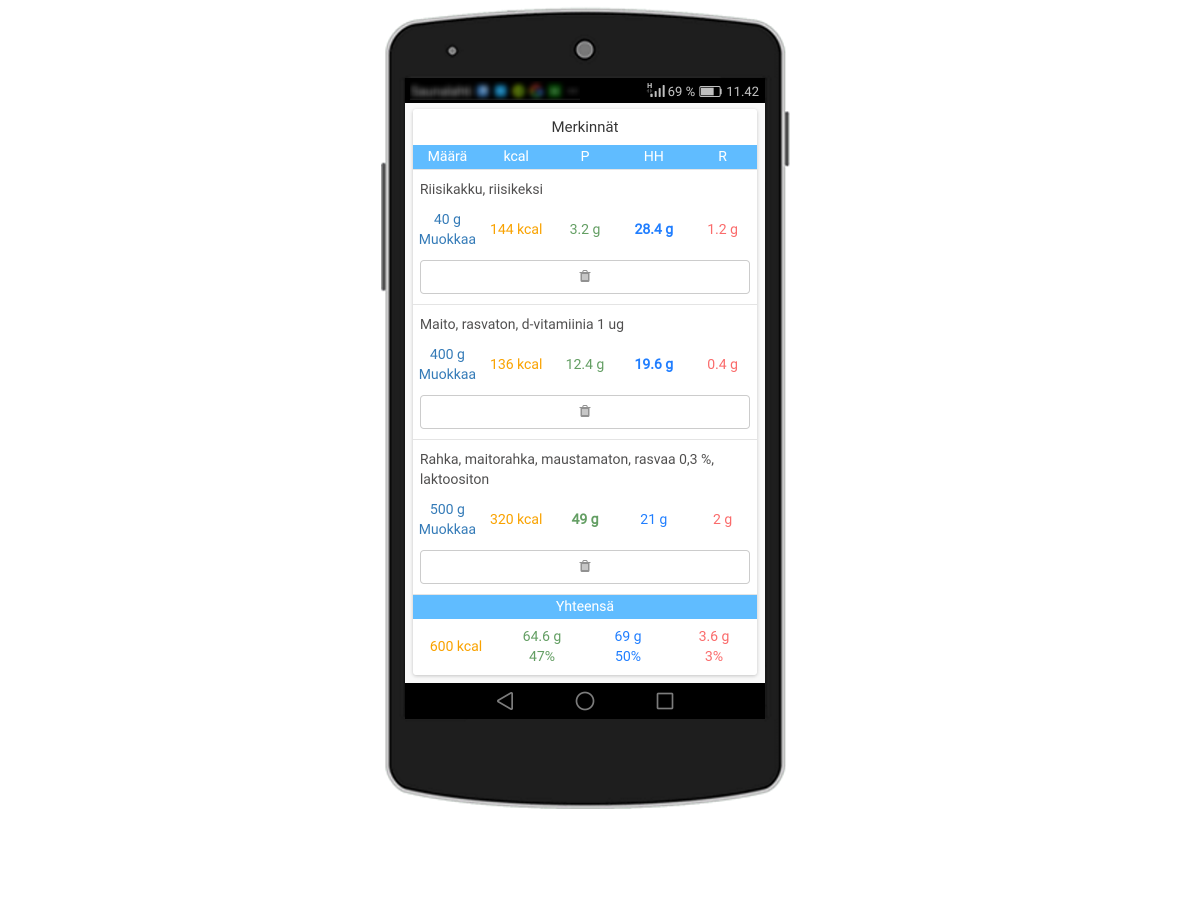 69 % 11.42
Merkinnät
Määrä kcal P HH R
Riisikakku, riisikeksi
40 g
Muokkaa
144 kcal 3.2 g 28.4 g 1.2 g
Maito, rasvaton, d-vitamiinia 1 ug
400 g
Muokkaa
136 kcal 12.4 g 19.6 g 0.4 g
Rahka, maitorahka, maustamaton, rasvaa 0,3 %,
laktoositon
500 g
Muokkaa
320 kcal 49 g 21 g 2 g
Yhteensä
600 kcal
64.6 g 69 g 3.6 g
47% 50% 3%